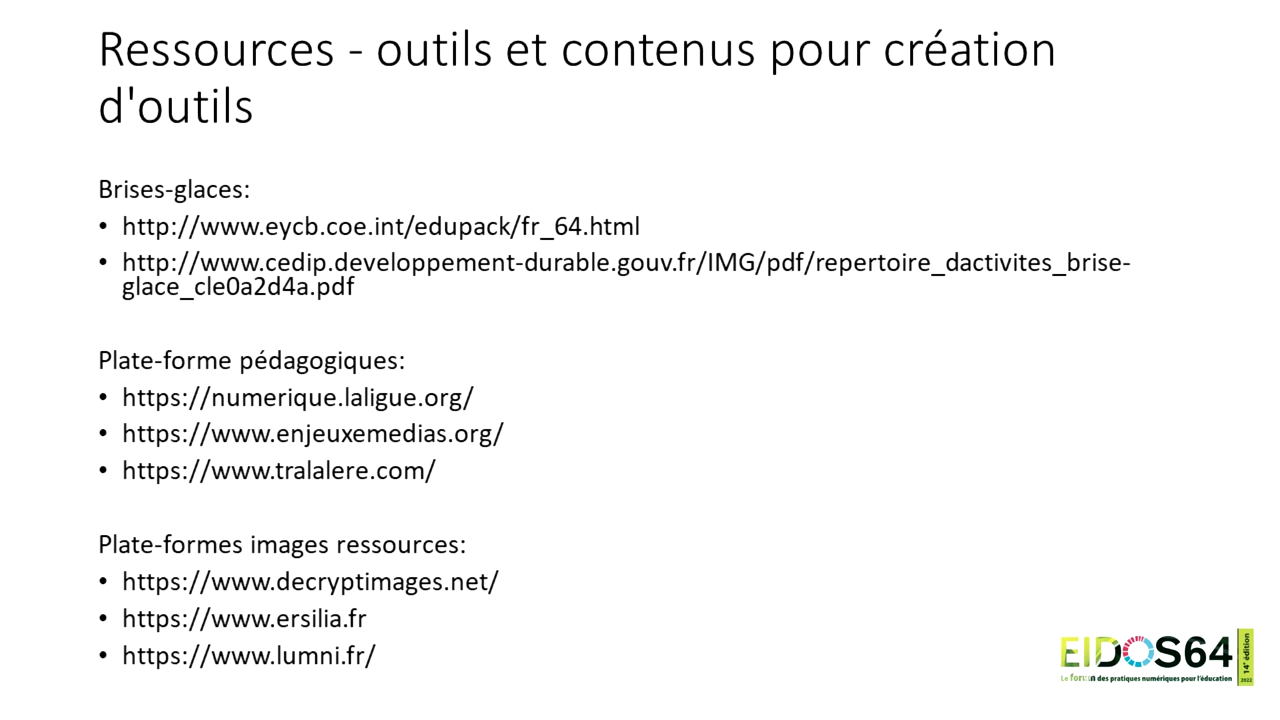 Ressources - outils et contenus pour création
d'outils
Brises-glaces:
• http://www.eycb.coe.int/edupack/fr_64.html
• http://www.cedip.developpement-durable.gouv.fr/IMG/pdf/repertoire_dactivites_brise-
glace_cle0a2d4a.pdf
Plate-forme pédagogiques:
• https://numerique.laligue.org/
• https://www.enjeuxemedias.org/
• https://www.tralalere.com/
Plate-formes images ressources:
• https://www.decryptimages.net/
• https://www.ersilia.fr
• https://www.lumni.fr/
EIDOS64
Le forum des pratiques numériques pour l'éducation
14e édition
2022